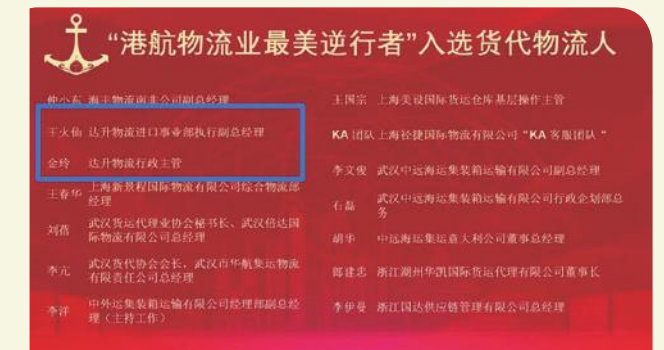 “港航物流业最美逆行者”入选货代物流人
仲小东 海丰物流南非公司副总经理
王火仙 达升物流进口事业部执行副总经理
金玲 达升物流行政主管
王春华 上海新景程国际物流有限公司综合物流部
经理
刘蓓 武汉货运代理业协会秘书长、武汉倍达国
际物流有限公司总经理
李亢 武汉货代协会会长,武汉市华航集运物流
有限责任公司总经理
李洋 中外运集装箱运输有限公司经理部副总经
理(主持工作)
王国宗 上海美设国际货运仓库基层操作主管
KA 团队 上海径捷国际物流有限公司 “KA 客服团队 “
李文俊 武汉中远海运集装箱运输有限公司副总经理
石磊 武汉中远海运集装箱运输有限公司行政企划部总
务
胡华 中远海运集运意大利公司董事总经理
郎建忠 浙江湖州华凯国际货运代理有限公司董事长
李伊曼 浙江国达供应链管理有限公司总经理